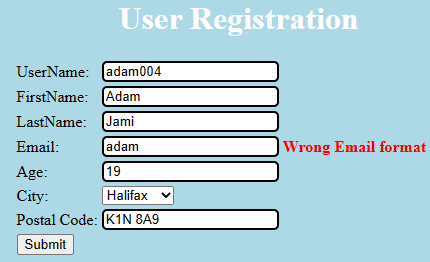 User Registration
UserName: adam004
FirstName: Adam
LastName: Jami
Email: adam Wrong Email format
Age: 19
City: Halifax
Postal Code: K1N 8A9
Submit